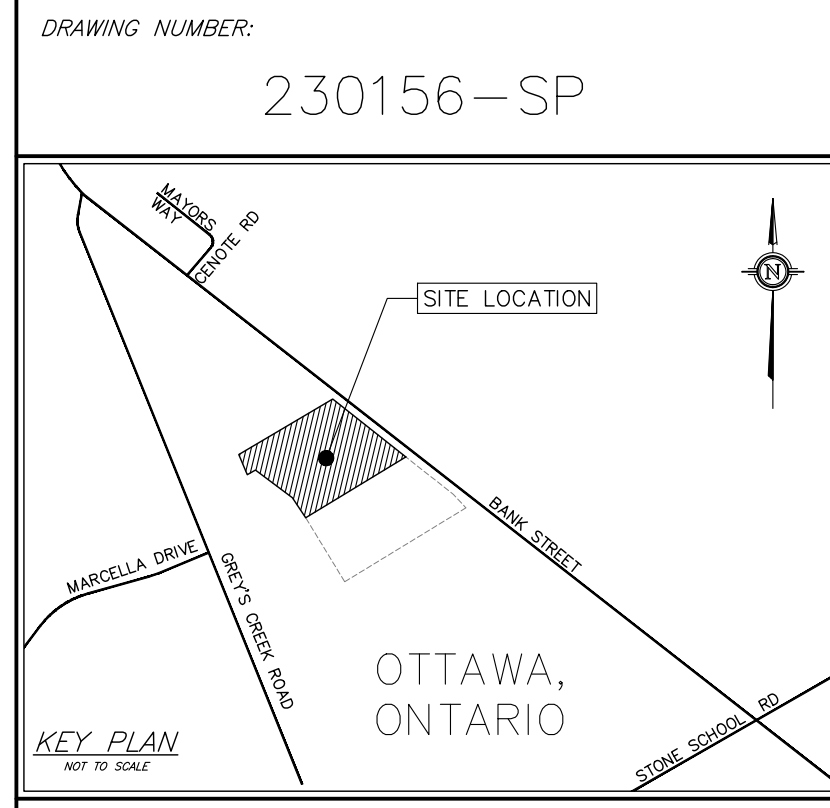 DRAWING NUMBER:
230156-SP
MAYORS
WAY
CENOTE RD
SITE LOCATION
N
BANK STREET
MARCELLA DRIVE
GREY'S CREEK ROAD
OTTAWA,
ONTARIO
STONE SCHOOL RD
KEY PLAN
NOT TO SCALE